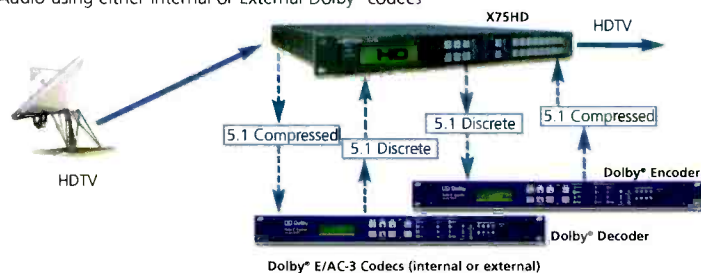 Audio using either Internal or External Dolby® codecs
X75HD
HDTV
HD
5.1 Compressed
5.1 Discrete
5.1 Discrete
5.1 Compressed
HDTV
Dolby® Encoder
Dolby® Decoder
Dolby® E/AC-3 Codecs (internal or external)